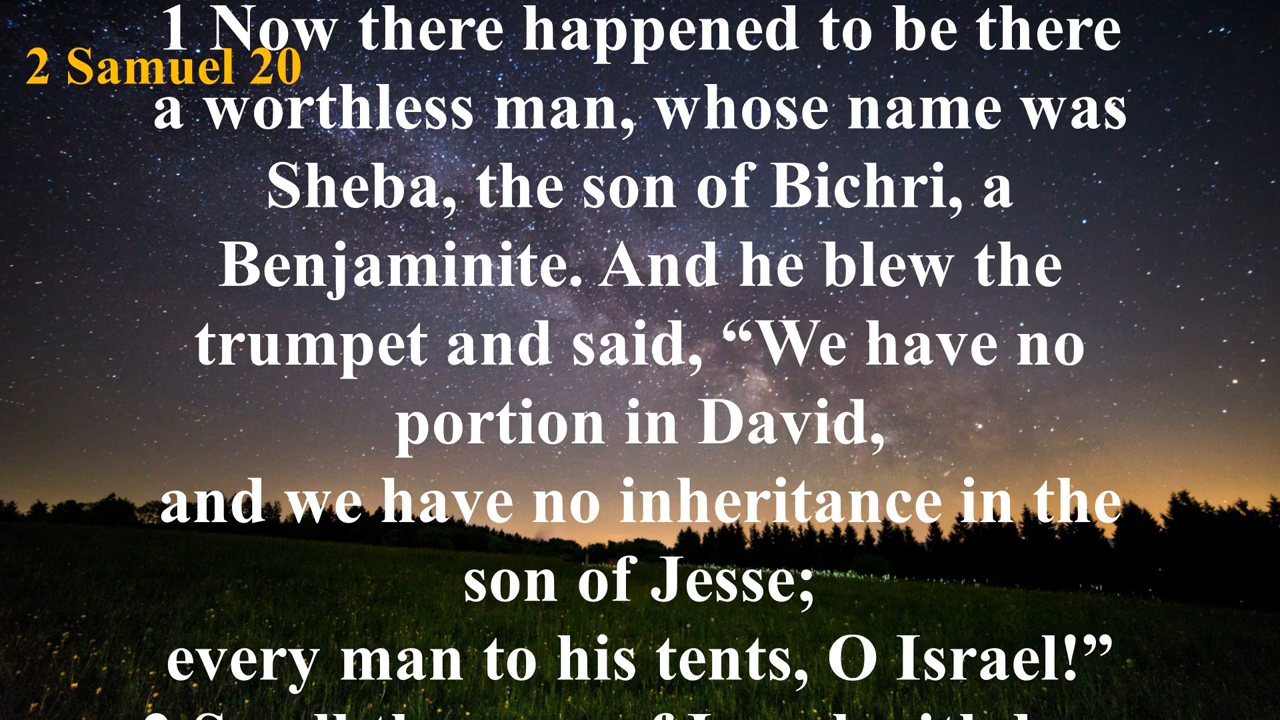 2 Samuel 20
1 Now there happened to be there
a worthless man, whose name was
Sheba, the son of Bichri, a
Benjaminite. And he blew the
trumpet and said, “We have no
portion in David,
and we have no inheritance in the
son of Jesse;
every man to his tents, O Israel!”